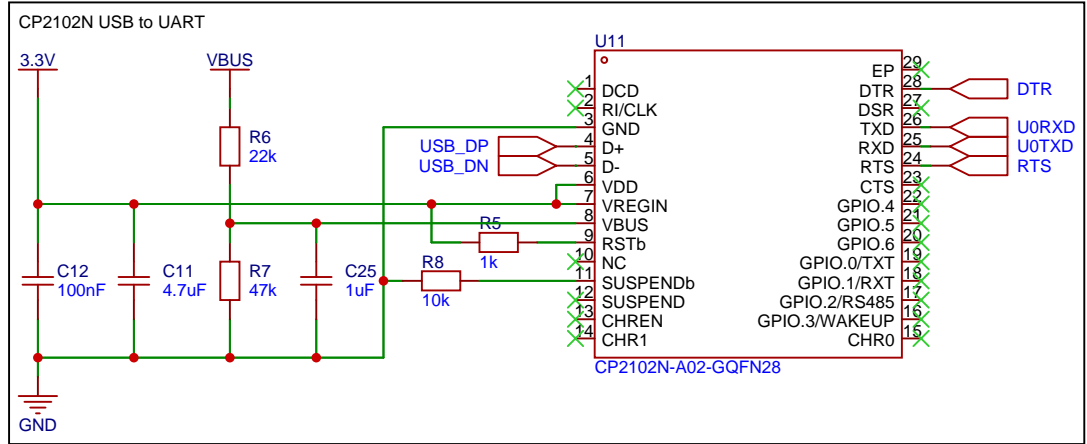 CP2102N USB to UART
3.3V
VBUS
R6
22k
C12
100nF
C11
4.7uF
R7
47k
C25
1uF
GND
USB_DP
USB_DN
R5
1k
R8
10k
U11
1 DCD
2 RI/CLK
3 GND
4 D+
5 D-
6 VDD
7 VREGIN
8 VBUS
9 RSTb
10 NC
11 SUSPENDb
12 SUSPEND
13 CHREN
14 CHR1
EP 29
DTR 28
DSR 27
TXD 26
RXD 25
RTS 24
CTS 23
GPIO.4 22
GPIO.5 21
GPIO.6 20
GPIO.0/TXT 19
GPIO.1/RXT 18
GPIO.2/RS485 17
GPIO.3/WAKEUP 16
CHR0 15
CP2102N-A02-GQFN28
DTR
U0RXD
U0TXD
RTS